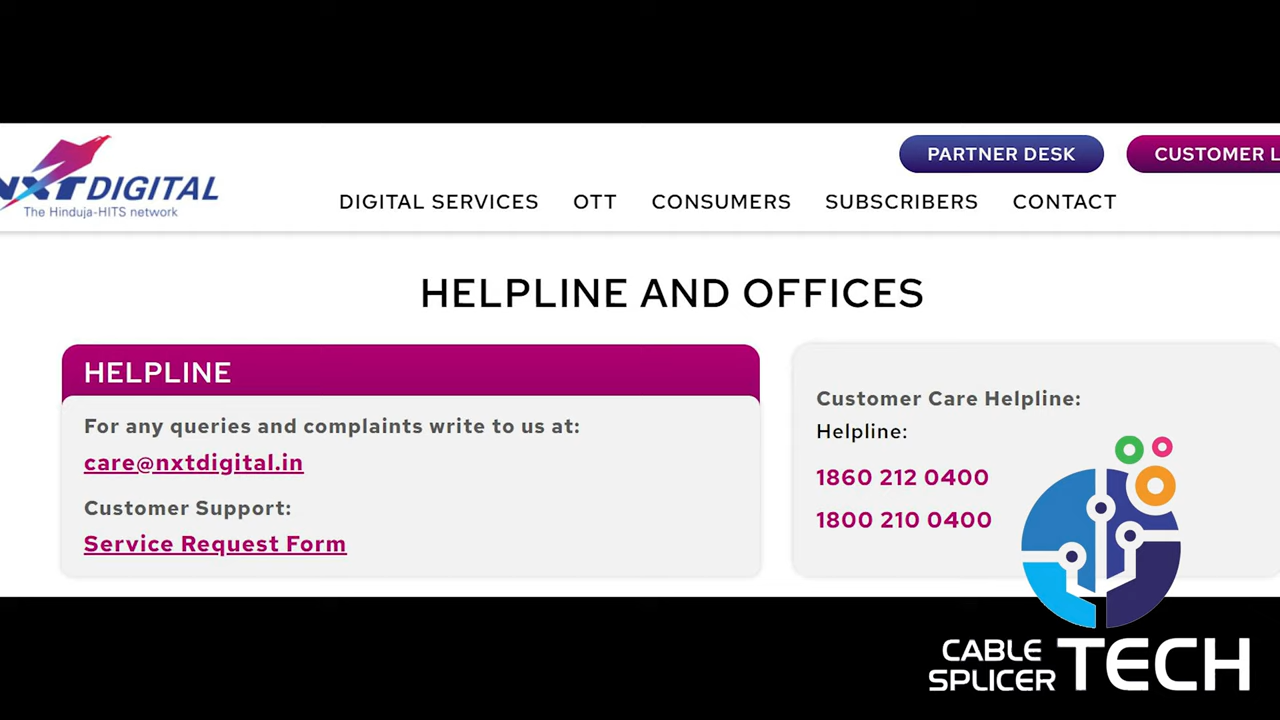 NXTDIGITAL
The Hinduja-HITS network
PARTNER DESK
CUSTOMER L
DIGITAL SERVICES
OTT
CONSUMERS
SUBSCRIBERS
CONTACT
HELPLINE AND OFFICES
HELPLINE
For any queries and complaints write to us at:
care@nxtdigital.in
Customer Support:
Service Request Form
Customer Care Helpline:
Helpline:
1860 212 0400
1800 210 0400
CABLE
SPLICER
TECH